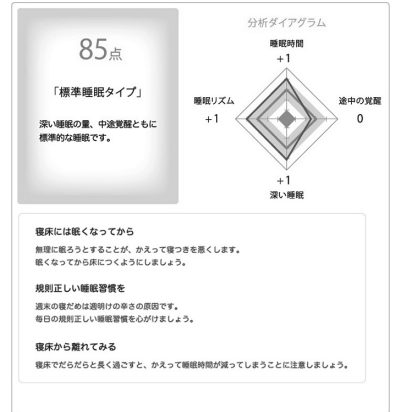 85点
「標準睡眠タイプ」
深い睡眠の量、中途覚醒ともに
標準的な睡眠です。
分析ダイアグラム
睡眠時間
+1
睡眠リズム
+1
途中の覚醒
0
+1
深い睡眠
寝床には眠くなってから
無理に眠ろうとすることが、かえって寝つきを悪くします。
眠くなってから床につくようにしましょう。
規則正しい睡眠習慣を
週末の寝だめは週明けの辛さの原因です。
毎日の規則正しい睡眠習慣を心がけましょう。
寝床から離れてみる
寝床でだらだらと長く過ごすと、かえって睡眠時間が減ってしまうことに注意しましょう。